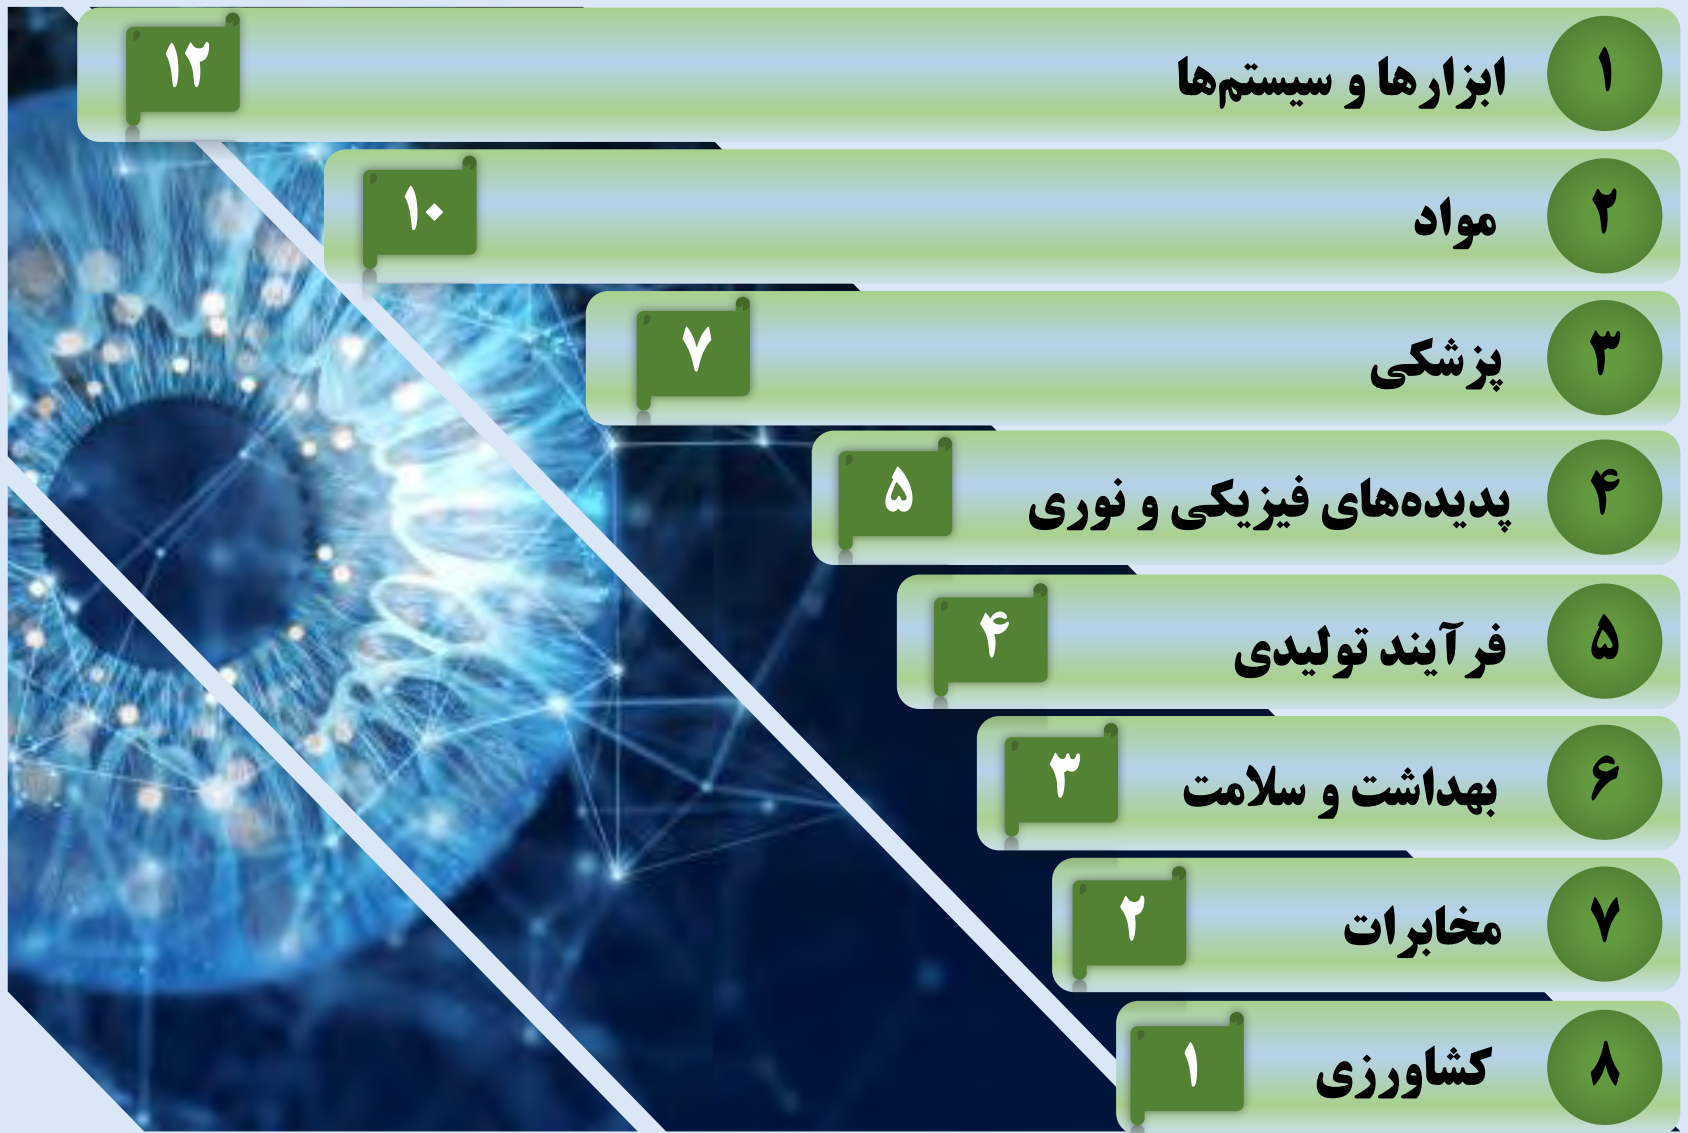 ۱ ابزارها و سیستم‌ها ۱۲
۲ مواد ۱۰
۳ پزشکی ۷
۴ پدیده‌های فیزیکی و نوری ۵
۵ فرآیند تولیدی ۴
۶ بهداشت و سلامت ۳
۷ مخابرات ۲
۸ کشاورزی ۱